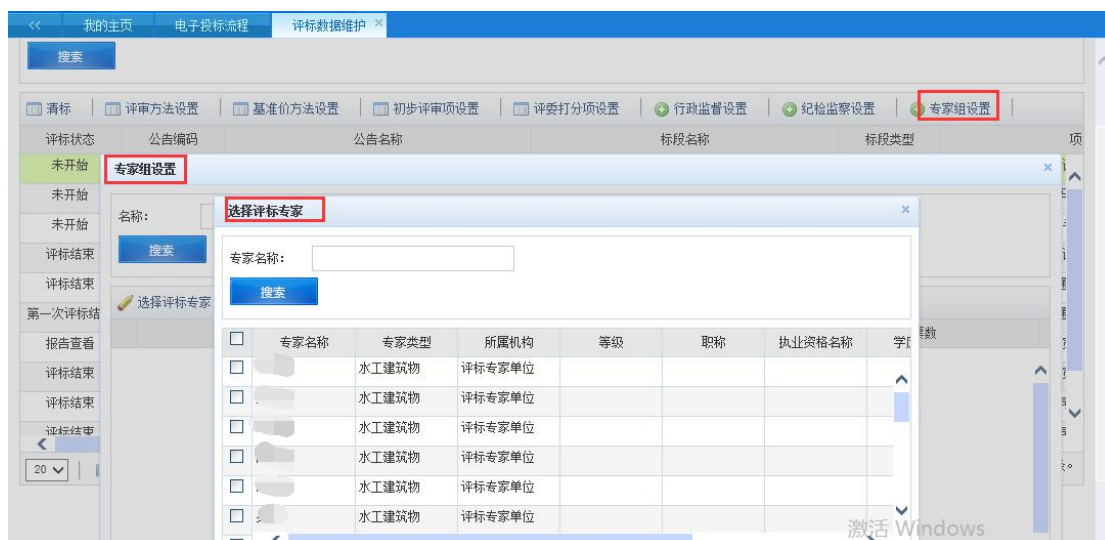 << 我的主页 电子投标流程 评标数据维护 ×
搜索
清标 评审方法设置 基准价方法设置 初步评审项设置 评委打分项设置 行政监督设置 纪检监察设置 专家组设置
评标状态 公告编码 公告名称 标段名称 标段类型 项
未开始 专家组设置 ×
未开始 选择评标专家 ×
名称:
未开始
评标结束 搜索 专家名称:
评标结束 搜索
选择评标专家
第一次评标结
报告查看 专家名称 专家类型 所属机构 等级 职称 执业资格名称 票数
评标结束 水工建筑物 评标专家单位
评标结束 水工建筑物 评标专家单位
评标结束 水工建筑物 评标专家单位
20 水工建筑物 评标专家单位
水工建筑物 评标专家单位
水工建筑物 评标专家单位
激活 Windows